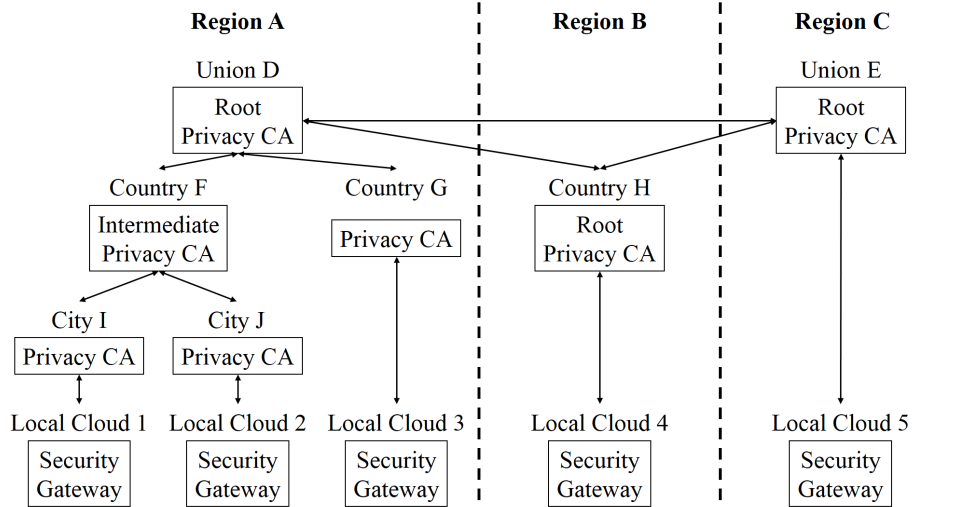 Region A
Region B
Region C
Union D
Union E
Root
Privacy CA
Root
Privacy CA
Country F
Country G
Country H
Intermediate
Privacy CA
Privacy CA
Root
Privacy CA
City I
City J
Privacy CA
Privacy CA
Local Cloud 1
Local Cloud 2
Local Cloud 3
Local Cloud 4
Local Cloud 5
Security
Gateway
Security
Gateway
Security
Gateway
Security
Gateway
Security
Gateway